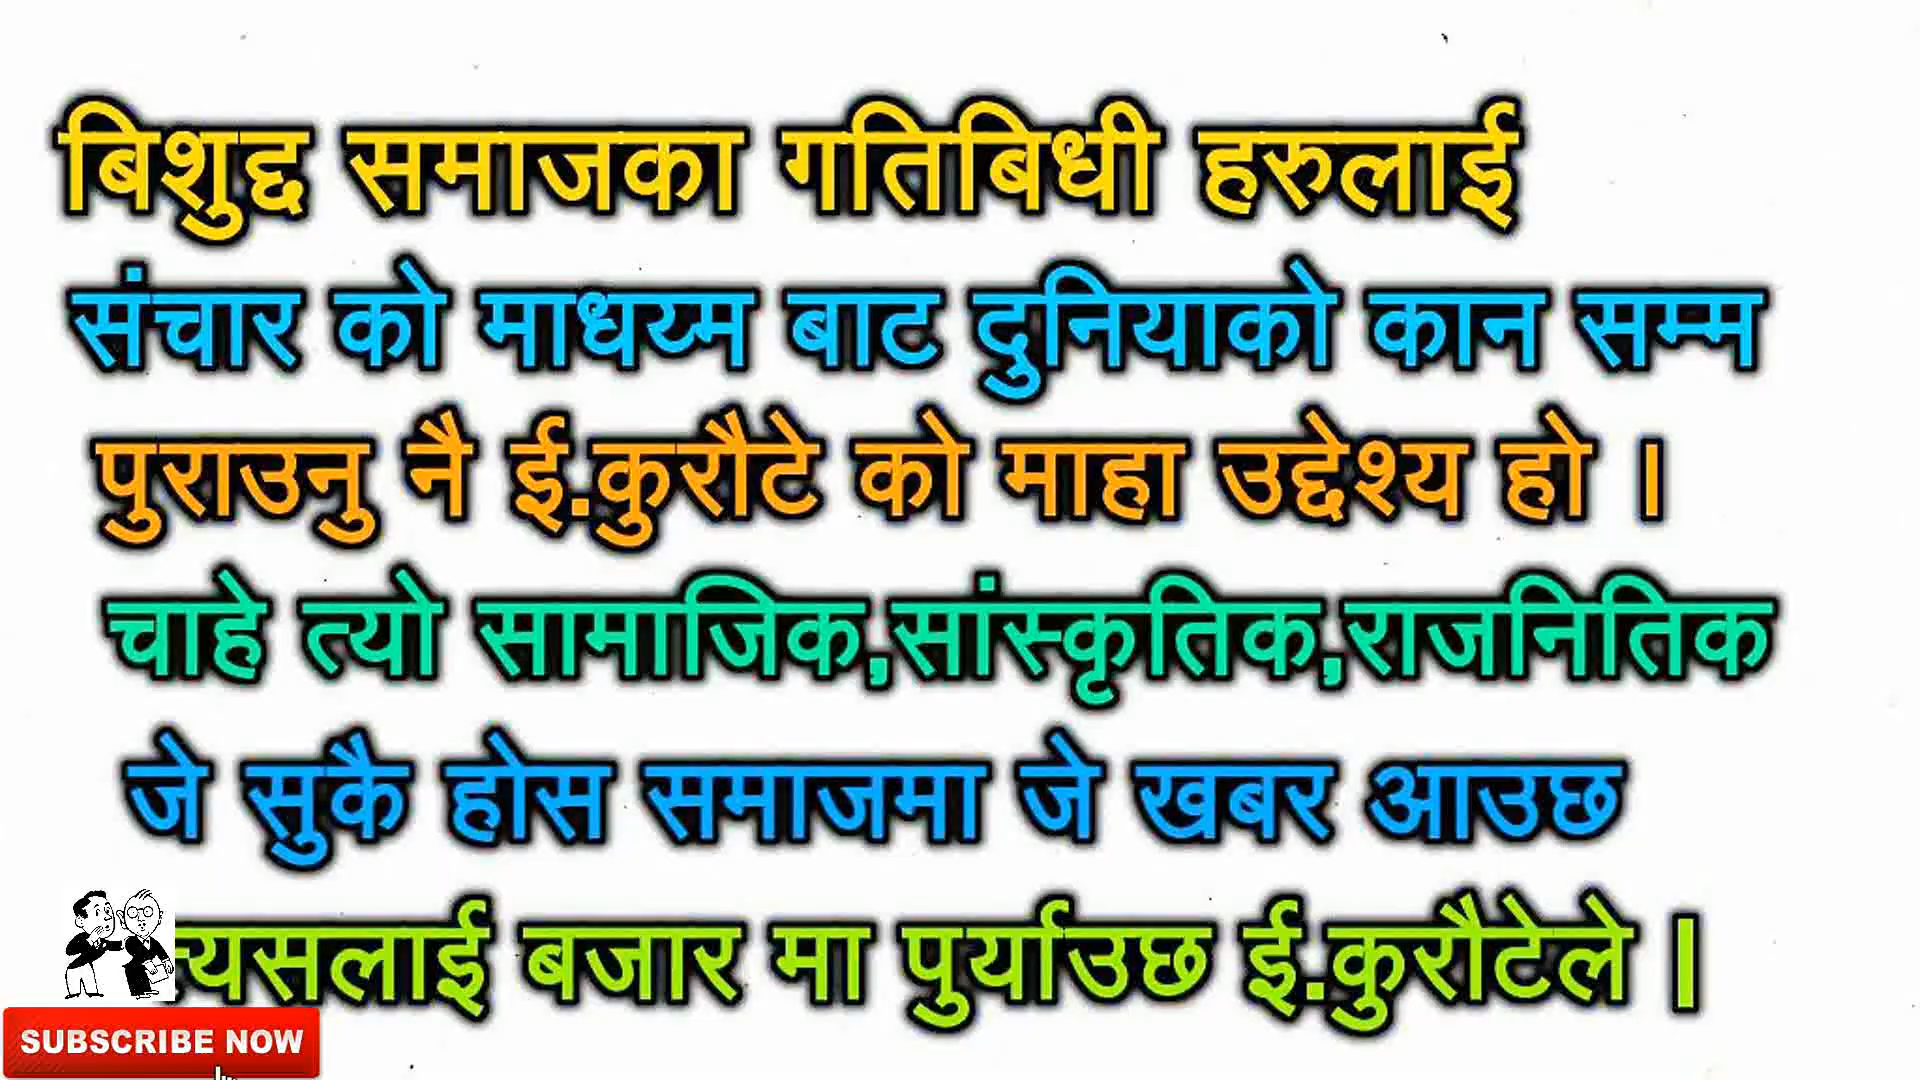 बिशुद्द समाजका गतिबिधी हरुलाई
संचार को माधय्म बाट दुनियाको कान सम्म
पुराउनु नै ई.कुरौटे को माहा उद्देश्य हो ।
चाहे त्यो सामाजिक,सांस्कृतिक,राजनितिक
जे सुकै होस समाजमा जे खबर आउछ
त्यसलाई बजार मा पुर्याउछ ई.कुरौटेले |
SUBSCRIBE NOW